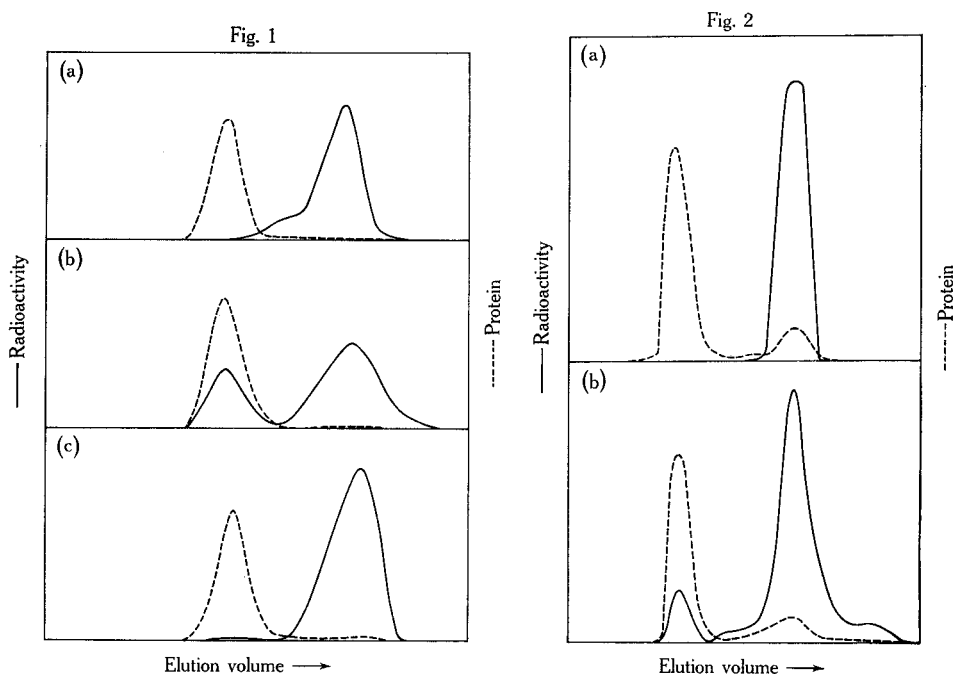 Fig. 1
(a)
(b)
(c)
Radioactivity
Protein
Elution volume
Fig. 2
(a)
(b)
Radioactivity
Protein
Elution volume